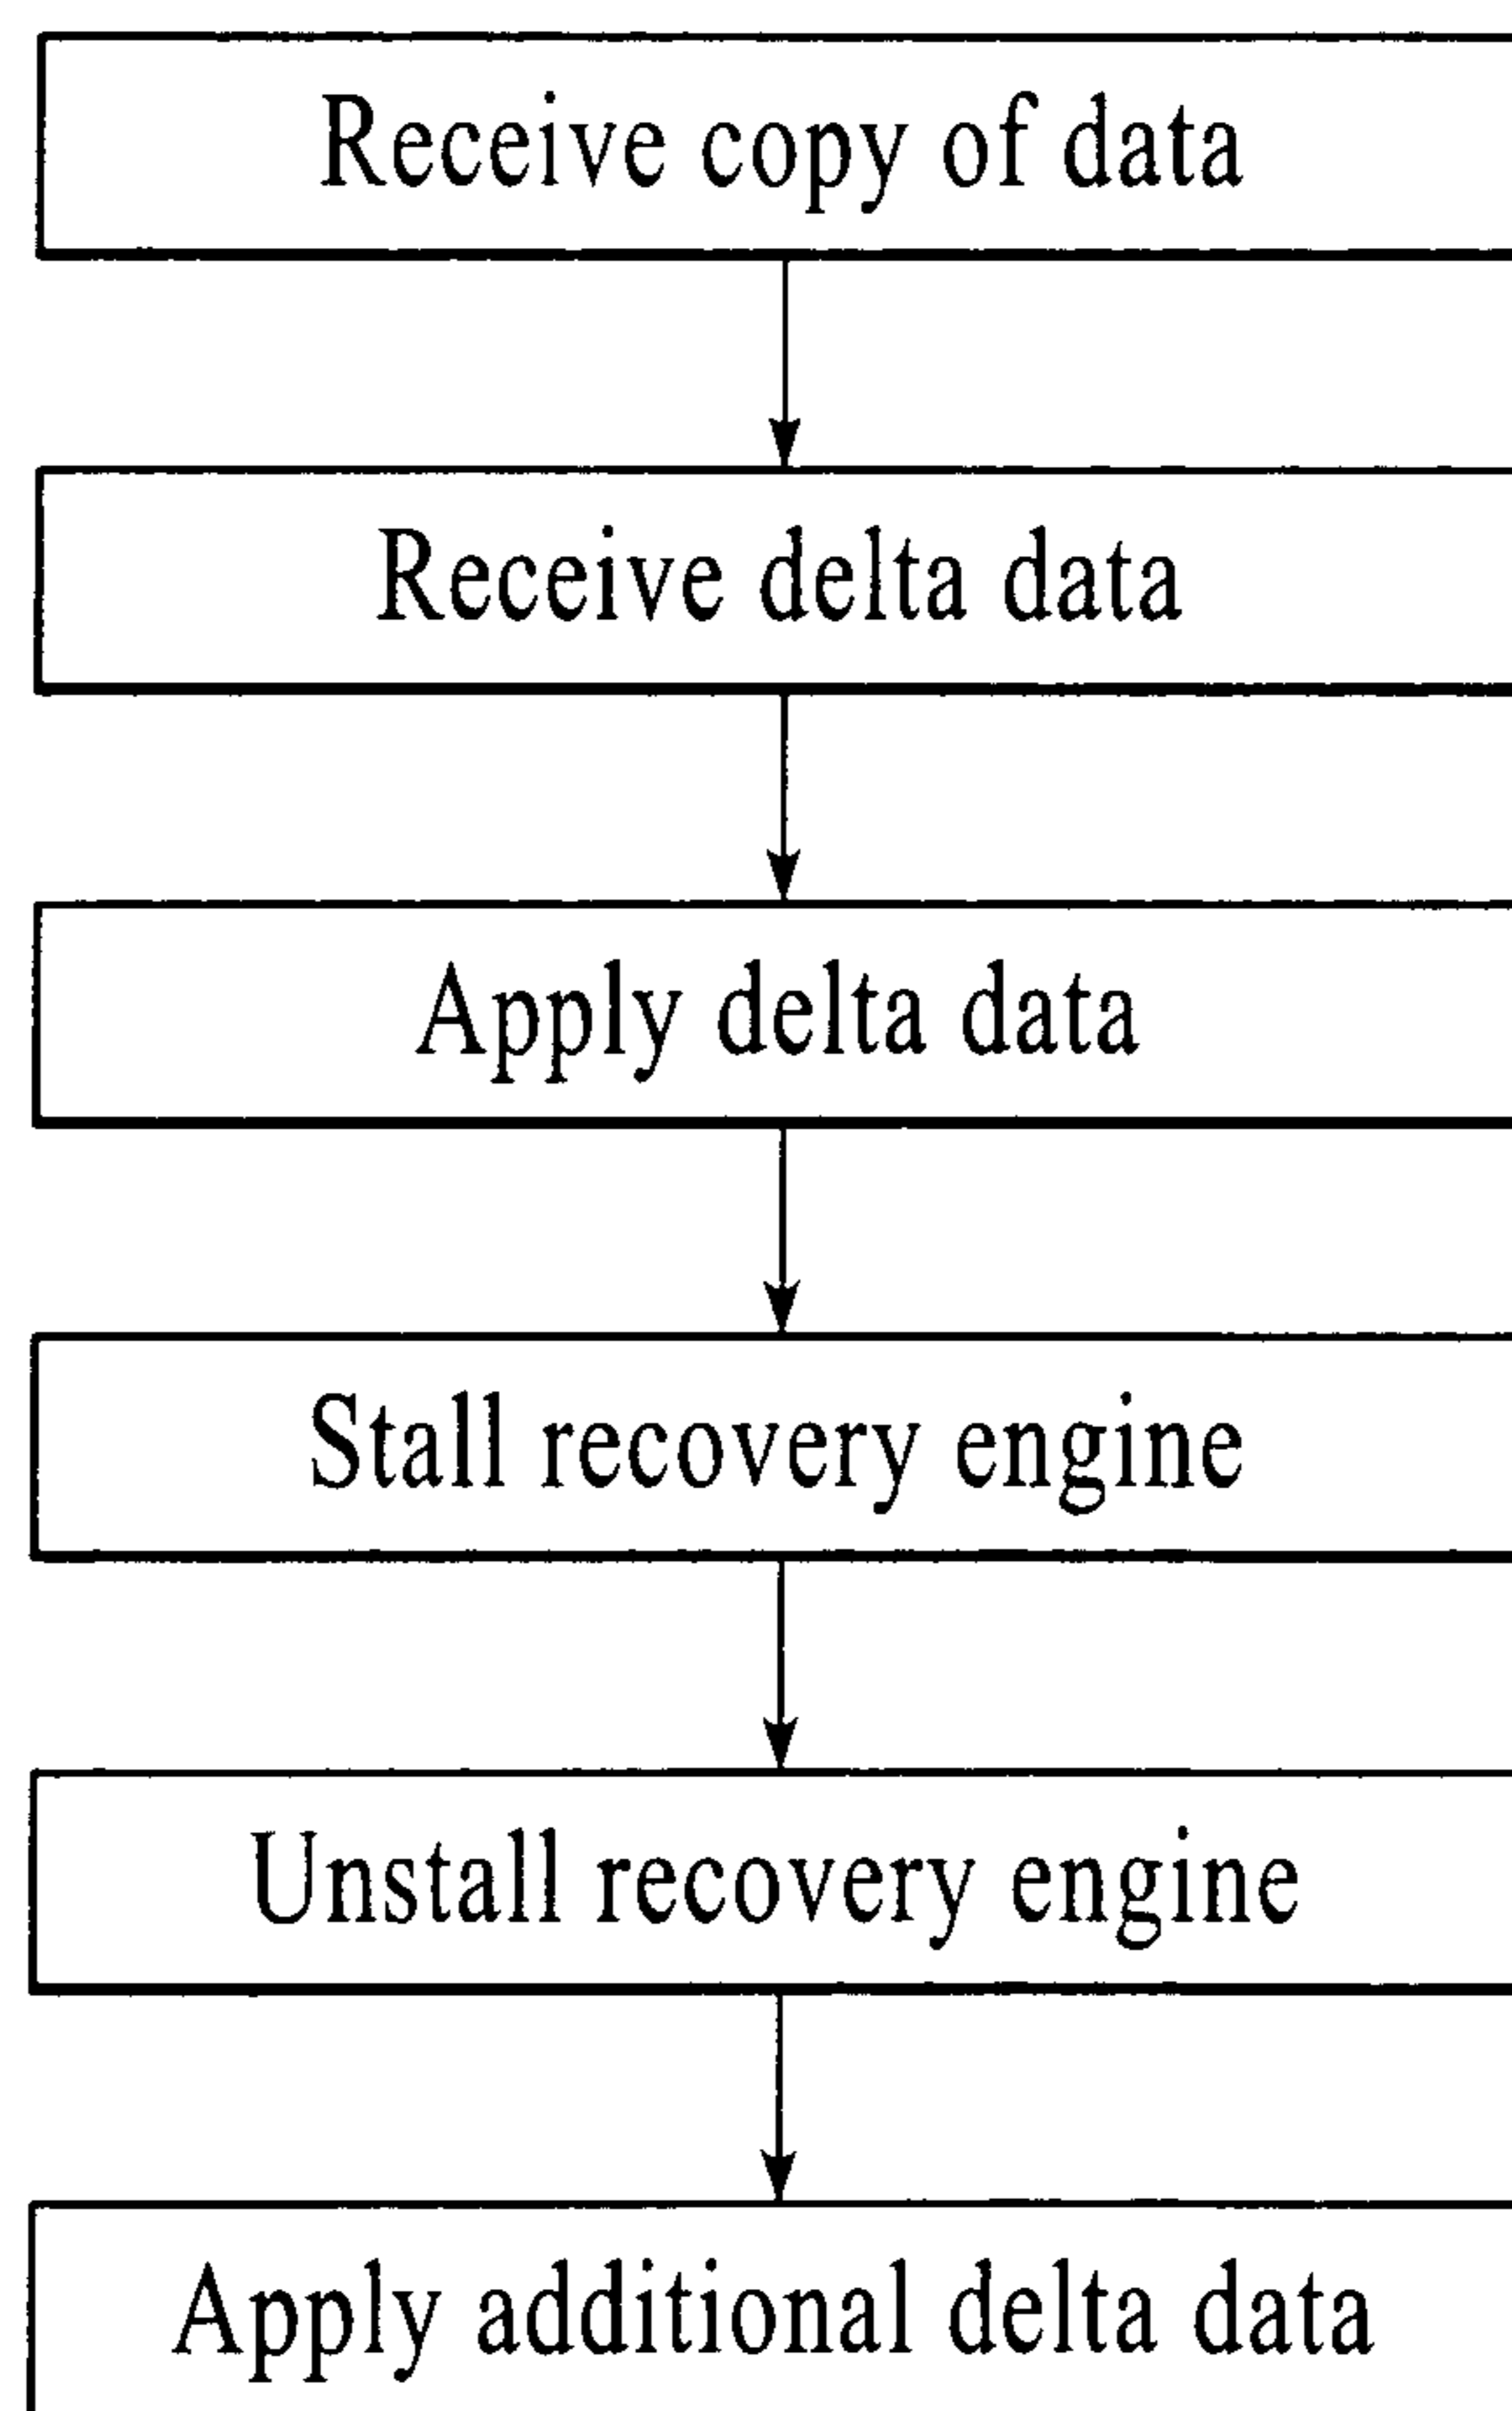 Receive copy of data
Receive delta data
Apply delta data
Stall recovery engine
Unstall recovery engine
Apply additional delta data